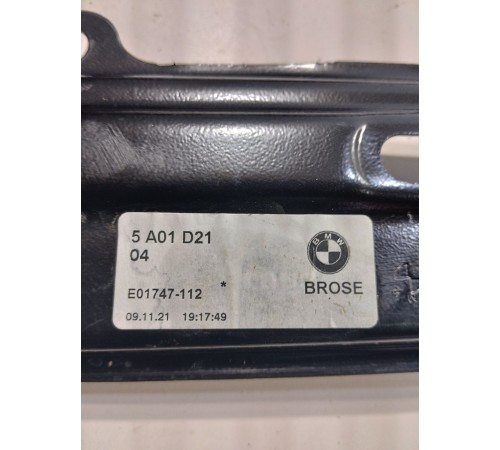 5 A01 D21
04
E01747-112 *
09.11.21 19:17:49
BMW
BROSE